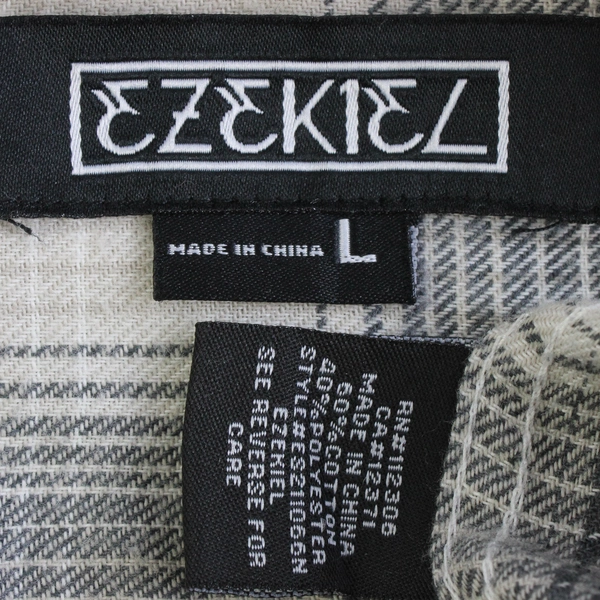 EZEKIEL
MADE IN CHINA L
RN#112306
CA#12371
MADE IN CHINA
60%COTTON
40%POLYESTER
STYLE#ES211066N
EZEKIEL
SEE REVERSE FOR
CARE